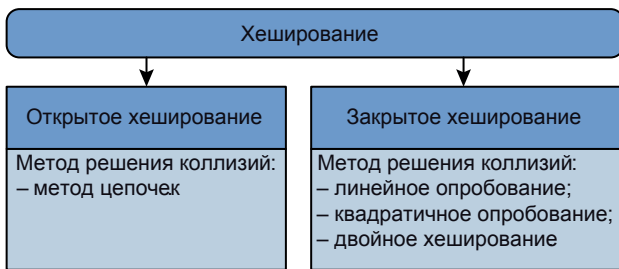 Хеширование
Открытое хеширование
Метод решения коллизий:
– метод цепочек
Закрытое хеширование
Метод решения коллизий:
– линейное опробование;
– квадратичное опробование;
– двойное хеширование